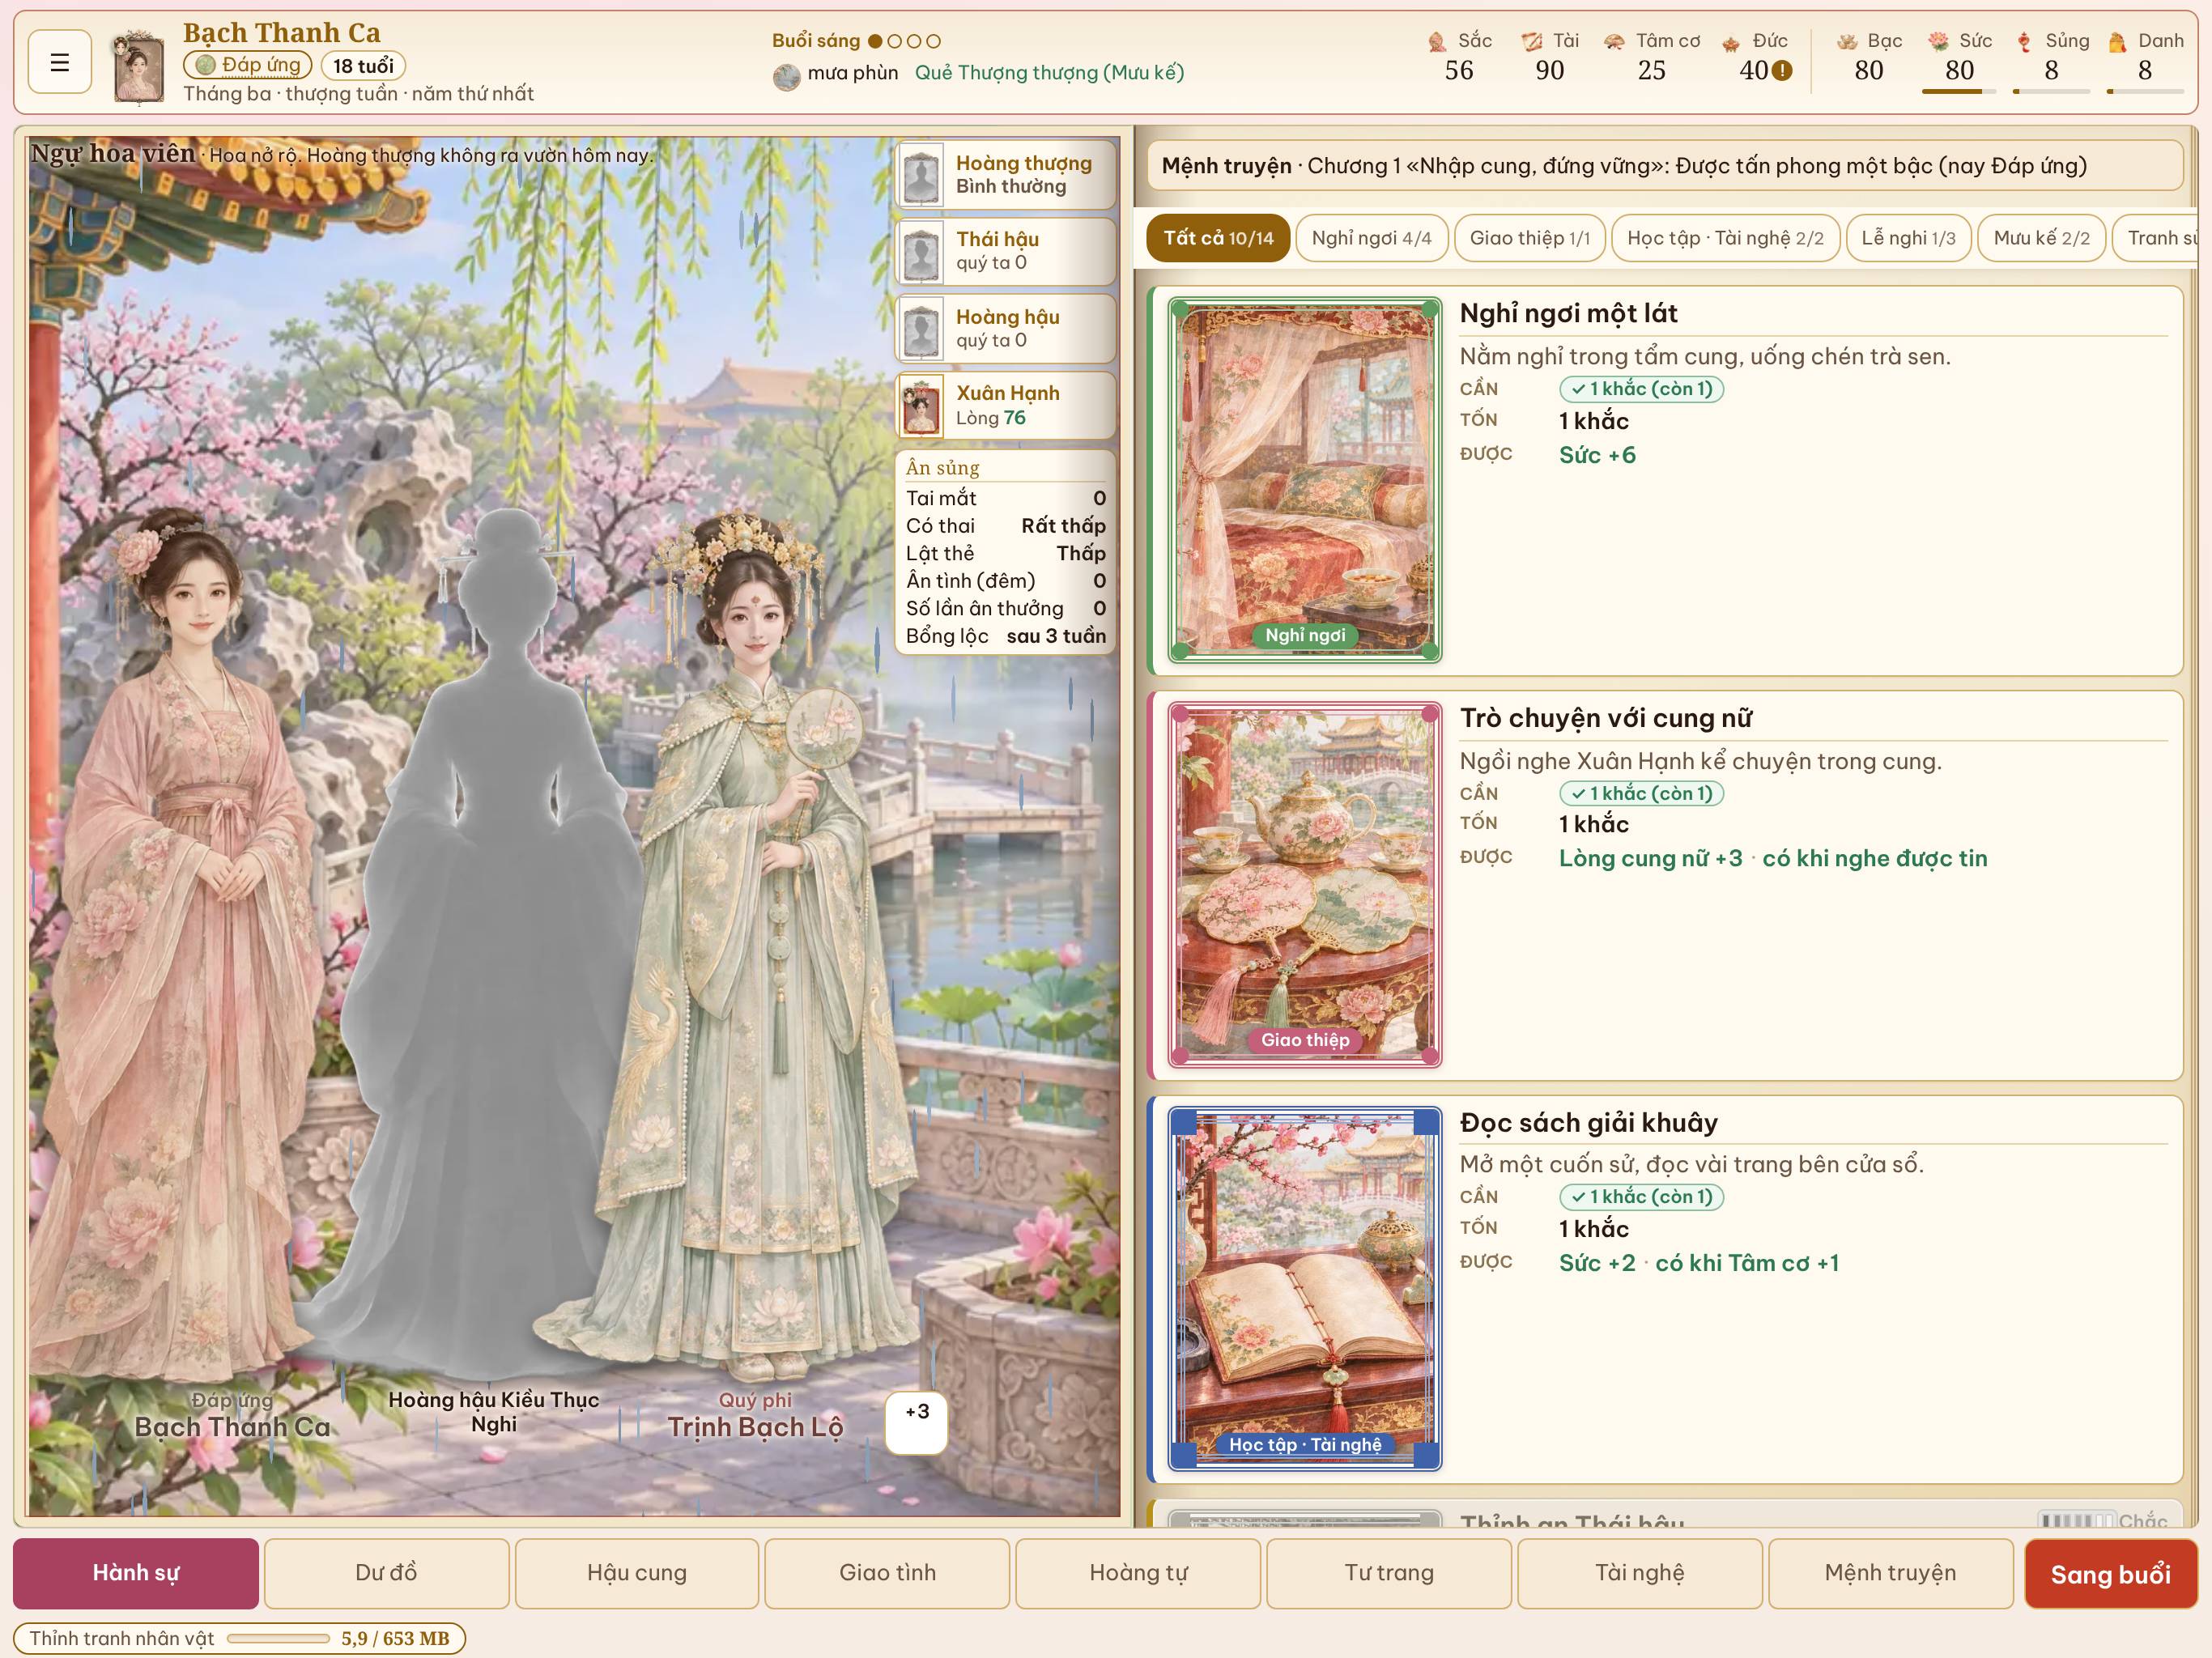 ☰
Bạch Thanh Ca
Đáp ứng
18 tuổi
Tháng ba · thượng tuần · năm thứ nhất
Buổi sáng
mưa phùn Quẻ Thượng thượng (Mưu kế)
Sắc
56
Tài
90
Tâm cơ
25
Đức
40 !
Bạc
80
Sức
80
Sủng
8
Danh
8
Ngự hoa viên · Hoa nở rộ. Hoàng thượng không ra vườn hôm nay.
Hoàng thượng
Bình thường
Thái hậu
quý ta 0
Hoàng hậu
quý ta 0
Xuân Hạnh
Lòng 76
Ân sủng
Tai mắt 0
Có thai Rất thấp
Lật thẻ Thấp
Ân tình (đêm) 0
Số lần ân thưởng 0
Bổng lộc sau 3 tuần
Đáp ứng
Bạch Thanh Ca
Hoàng hậu Kiều Thục
Nghi
Quý phi
Trịnh Bạch Lộ
+3
Mệnh truyện · Chương 1 «Nhập cung, đứng vững»: Được tấn phong một bậc (nay Đáp ứng)
Tất cả 10/14
Nghỉ ngơi 4/4
Giao thiệp 1/1
Học tập · Tài nghệ 2/2
Lễ nghi 1/3
Mưu kế 2/2
Tranh sủ
Nghỉ ngơi
Nghỉ ngơi một lát
Nằm nghỉ trong tẩm cung, uống chén trà sen.
CẦN ✓ 1 khắc (còn 1)
TỐN 1 khắc
ĐƯỢC Sức +6
Giao thiệp
Trò chuyện với cung nữ
Ngồi nghe Xuân Hạnh kể chuyện trong cung.
CẦN ✓ 1 khắc (còn 1)
TỐN 1 khắc
ĐƯỢC Lòng cung nữ +3 · có khi nghe được tin
Học tập · Tài nghệ
Đọc sách giải khuây
Mở một cuốn sử, đọc vài trang bên cửa sổ.
CẦN ✓ 1 khắc (còn 1)
TỐN 1 khắc
ĐƯỢC Sức +2 · có khi Tâm cơ +1
Thỉnh an Thái hậu
Chắc
Hành sự
Dư đồ
Hậu cung
Giao tình
Hoàng tự
Tư trang
Tài nghệ
Mệnh truyện
Sang buổi
Thỉnh tranh nhân vật 5,9 / 653 MB